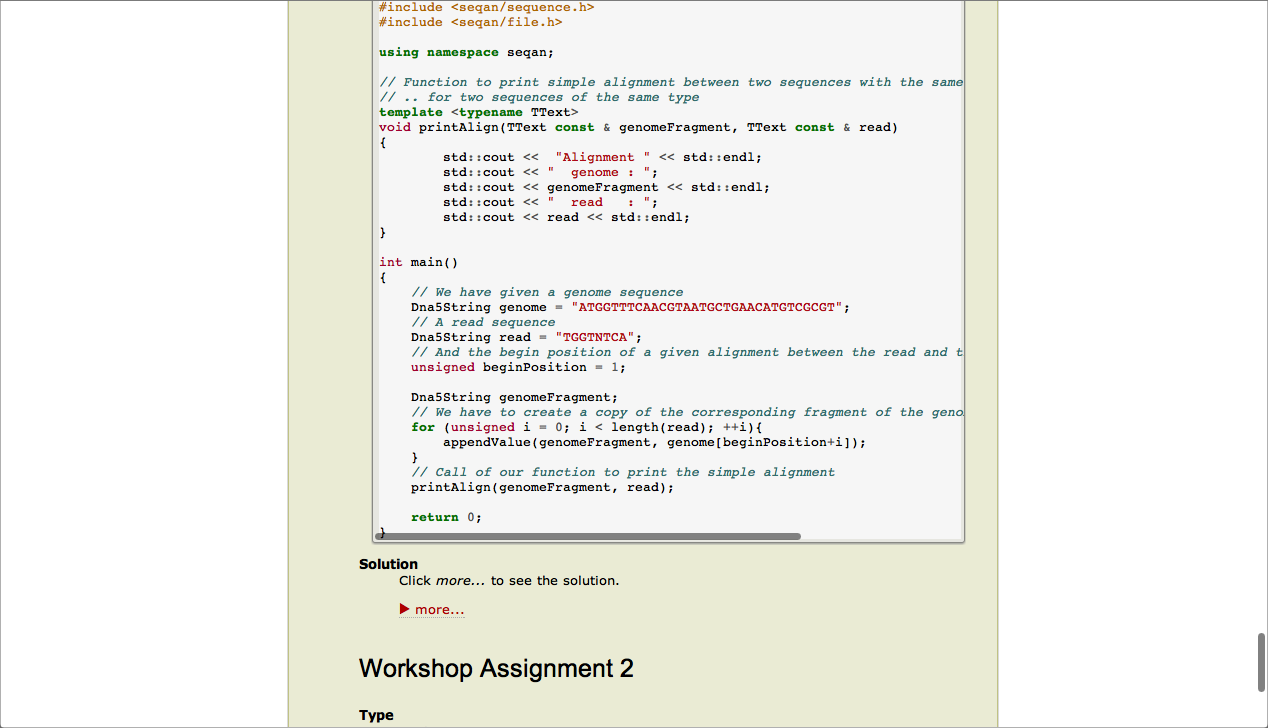 #include <seqan/sequence.h>
#include <seqan/file.h>
using namespace seqan;
// Function to print simple alignment between two sequences with the same
// .. for two sequences of the same type
template <typename TText>
void printAlign(TText const & genomeFragment, TText const & read)
{
std::cout <<  "Alignment " << std::endl;
std::cout << "  genome : ";
std::cout << genomeFragment << std::endl;
std::cout << "  read   : ";
std::cout << read << std::endl;
}
int main()
{
// We have given a genome sequence
Dna5String genome = "ATGGTTTCAACGTAATGCTGAACATGTCGCGT";
// A read sequence
Dna5String read = "TGGTNTCA";
// And the begin position of a given alignment between the read and t
unsigned beginPosition = 1;
Dna5String genomeFragment;
// We have to create a copy of the corresponding fragment of the geno
for (unsigned i = 0; i < length(read); ++i){
appendValue(genomeFragment, genome[beginPosition+i]);
}
// Call of our function to print the simple alignment
printAlign(genomeFragment, read);
return 0;
}
Solution
Click more... to see the solution.
more...
Workshop Assignment 2
Type